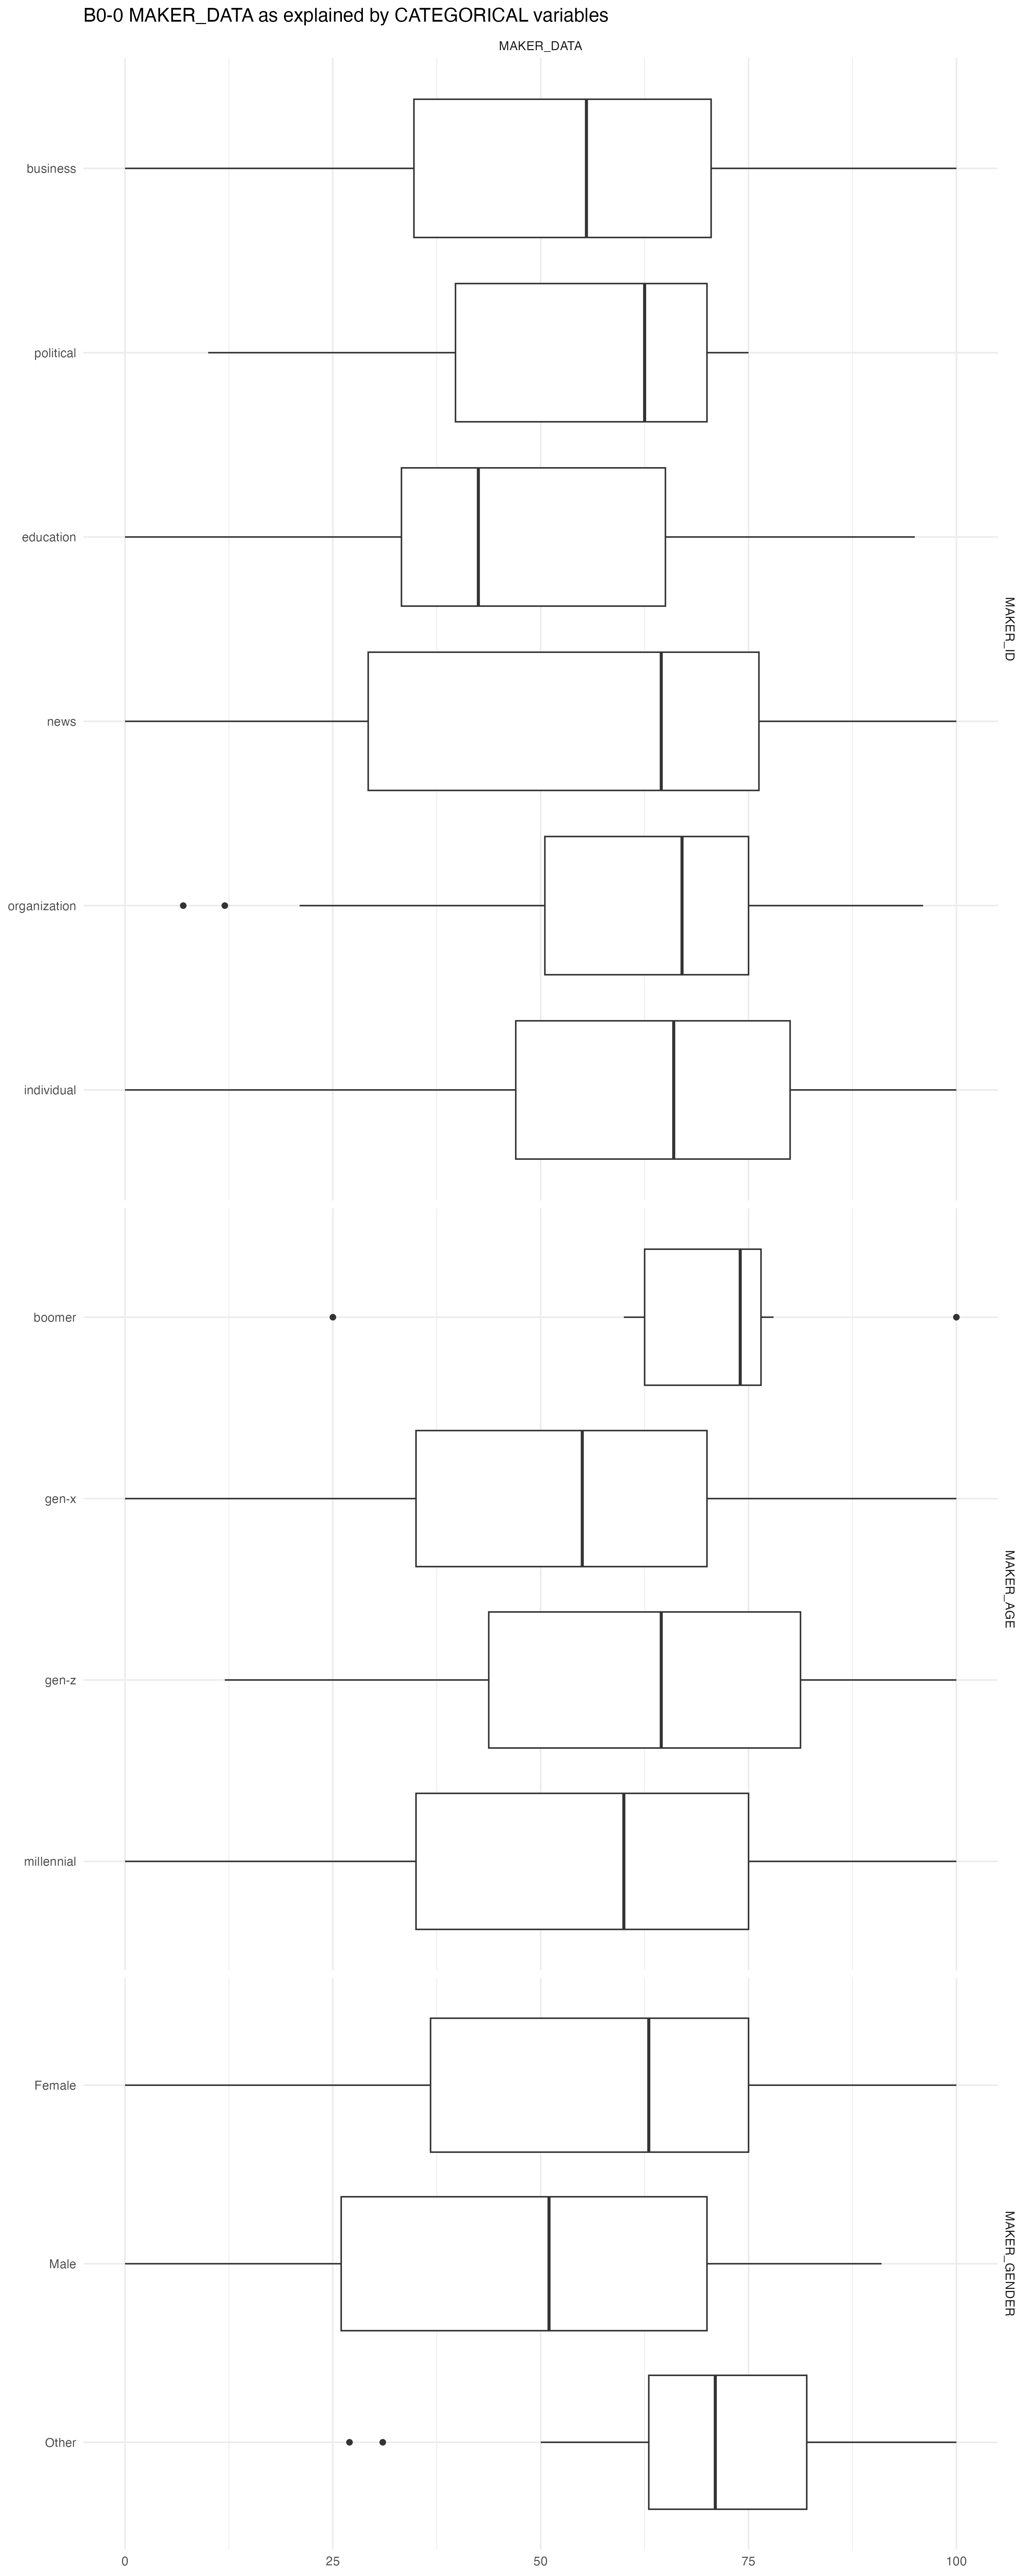 B0-0 MAKER_DATA as explained by CATEGORICAL variables
MAKER_DATA
business
political
education
news
organization
individual
MAKER_ID
boomer
gen-x
gen-z
millennial
MAKER_AGE
Female
Male
Other
MAKER_GENDER
0 25 50 75 100